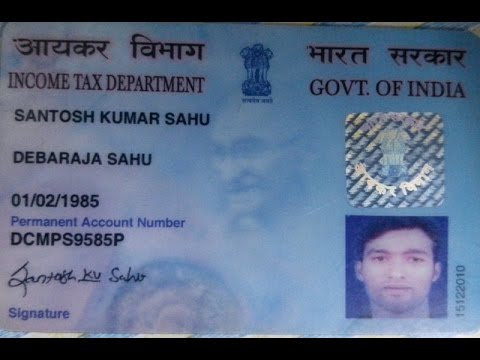 आयकर विभाग
भारत सरकार
INCOME TAX DEPARTMENT
GOVT. OF INDIA
SANTOSH KUMAR SAHU
DEBARAJA SAHU
01/02/1985
Permanent Account Number
DCMPS9585P
Santosh Ku Sahu
Signature
15122010
सत्यमेव जयते
आयकर विभाग